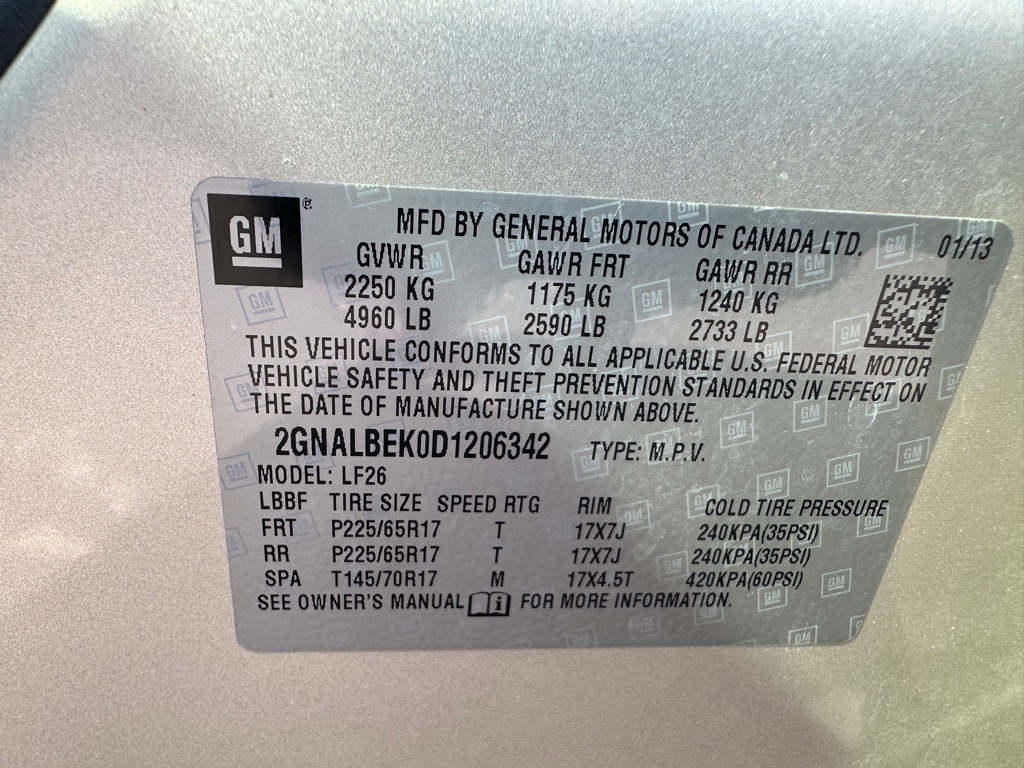 GM ®
MFD BY GENERAL MOTORS OF CANADA LTD. 01/13
GVWR GAWR FRT GAWR RR
2250 KG 1175 KG 1240 KG
4960 LB 2590 LB 2733 LB
THIS VEHICLE CONFORMS TO ALL APPLICABLE U.S. FEDERAL MOTOR
VEHICLE SAFETY AND THEFT PREVENTION STANDARDS IN EFFECT ON
THE DATE OF MANUFACTURE SHOWN ABOVE.
2GNALBEK0D1206342 TYPE: M.P.V.
MODEL: LF26
LBBF TIRE SIZE SPEED RTG RIM COLD TIRE PRESSURE
FRT P225/65R17 T 17X7J 240KPA(35PSI)
RR P225/65R17 T 17X7J 240KPA(35PSI)
SPA T145/70R17 M 17X4.5T 420KPA(60PSI)
SEE OWNER'S MANUAL i FOR MORE INFORMATION.